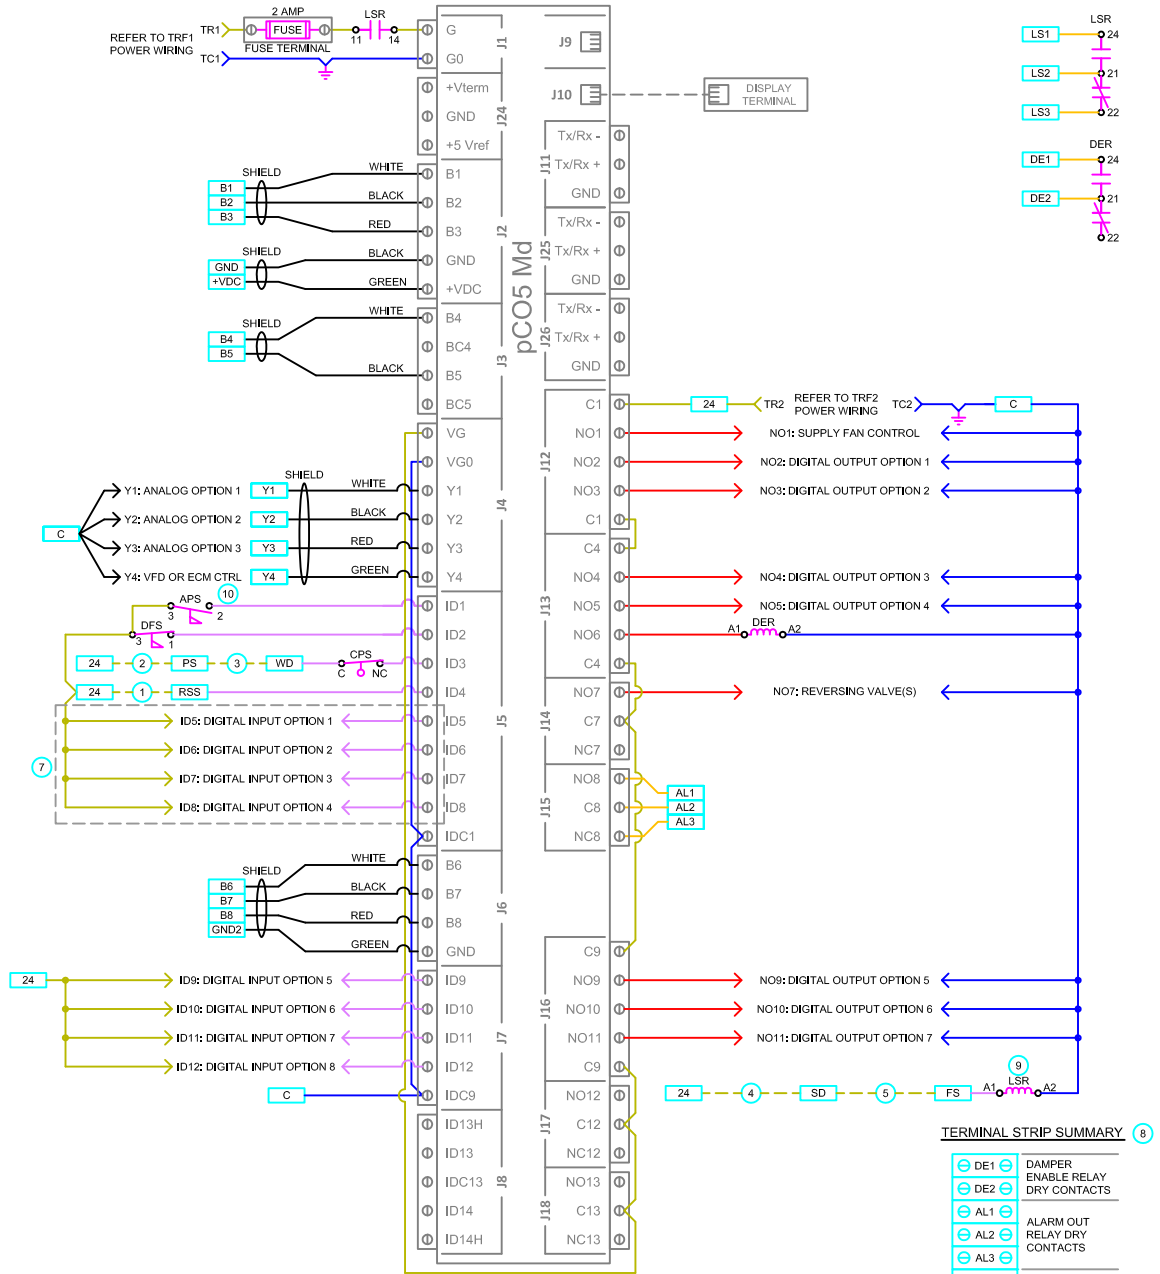 2 AMP
LSR
REFER TO TRF1
POWER WIRING
TR1
FUSE
11
14
FUSE TERMINAL
TC1
G
G0
J1
+Vterm
GND
+5 Vref
J24
SHIELD
WHITE
B1
BLACK
B2
RED
B3
B1
B2
B3
J2
SHIELD
BLACK
GND
GREEN
+VDC
GND
+VDC
SHIELD
WHITE
B4
BLACK
B5
B4
BC4
B5
BC5
J3
VG
VG0
SHIELD
Y1: ANALOG OPTION 1
Y1
WHITE
Y1
Y2: ANALOG OPTION 2
Y2
BLACK
Y2
C
Y3: ANALOG OPTION 3
Y3
RED
Y3
Y4: VFD OR ECM CTRL
Y4
GREEN
Y4
J4
APS
10
3
2
ID1
DFS
3
1
ID2
24
2
PS
3
WD
CPS
C
NC
ID3
24
1
RSS
ID4
ID5: DIGITAL INPUT OPTION 1
ID5
J5
ID6: DIGITAL INPUT OPTION 2
ID6
7
ID7: DIGITAL INPUT OPTION 3
ID7
ID8: DIGITAL INPUT OPTION 4
ID8
IDC1
SHIELD
WHITE
B6
BLACK
B7
RED
B8
GREEN
GND2
B6
B7
B8
GND
J6
24
ID9: DIGITAL INPUT OPTION 5
ID9
ID10: DIGITAL INPUT OPTION 6
ID10
ID11: DIGITAL INPUT OPTION 7
ID11
ID12: DIGITAL INPUT OPTION 8
ID12
J7
C
IDC9
ID13H
ID13
IDC13
ID14
ID14H
J8
pCO5 Md
J9
J10
DISPLAY
TERMINAL
Tx/Rx -
Tx/Rx +
GND
J11
Tx/Rx -
Tx/Rx +
GND
J25
Tx/Rx -
Tx/Rx +
GND
J26
C1
24
TR2
REFER TO TRF2
POWER WIRING
TC2
C
NO1
NO1: SUPPLY FAN CONTROL
J12
NO2
NO2: DIGITAL OUTPUT OPTION 1
NO3
NO3: DIGITAL OUTPUT OPTION 2
C1
C4
NO4
NO4: DIGITAL OUTPUT OPTION 3
J13
NO5
NO5: DIGITAL OUTPUT OPTION 4
NO6
A1
DER
A2
C4
NO7
NO7: REVERSING VALVE(S)
J14
C7
NC7
NO8
J15
C8
NC8
AL1
AL2
AL3
C9
NO9
NO9: DIGITAL OUTPUT OPTION 5
J16
NO10
NO10: DIGITAL OUTPUT OPTION 6
NO11
NO11: DIGITAL OUTPUT OPTION 7
C9
24
4
SD
5
FS
9
A1
LSR
A2
NO12
J17
C12
NC12
NO13
J18
C13
NC13
LSR
LS1
24
LS2
21
LS3
22
DER
DE1
24
DE2
21
22
TERMINAL STRIP SUMMARY
8
DE1
DE2
DAMPER
ENABLE RELAY
DRY CONTACTS
AL1
AL2
AL3
ALARM OUT
RELAY DRY
CONTACTS